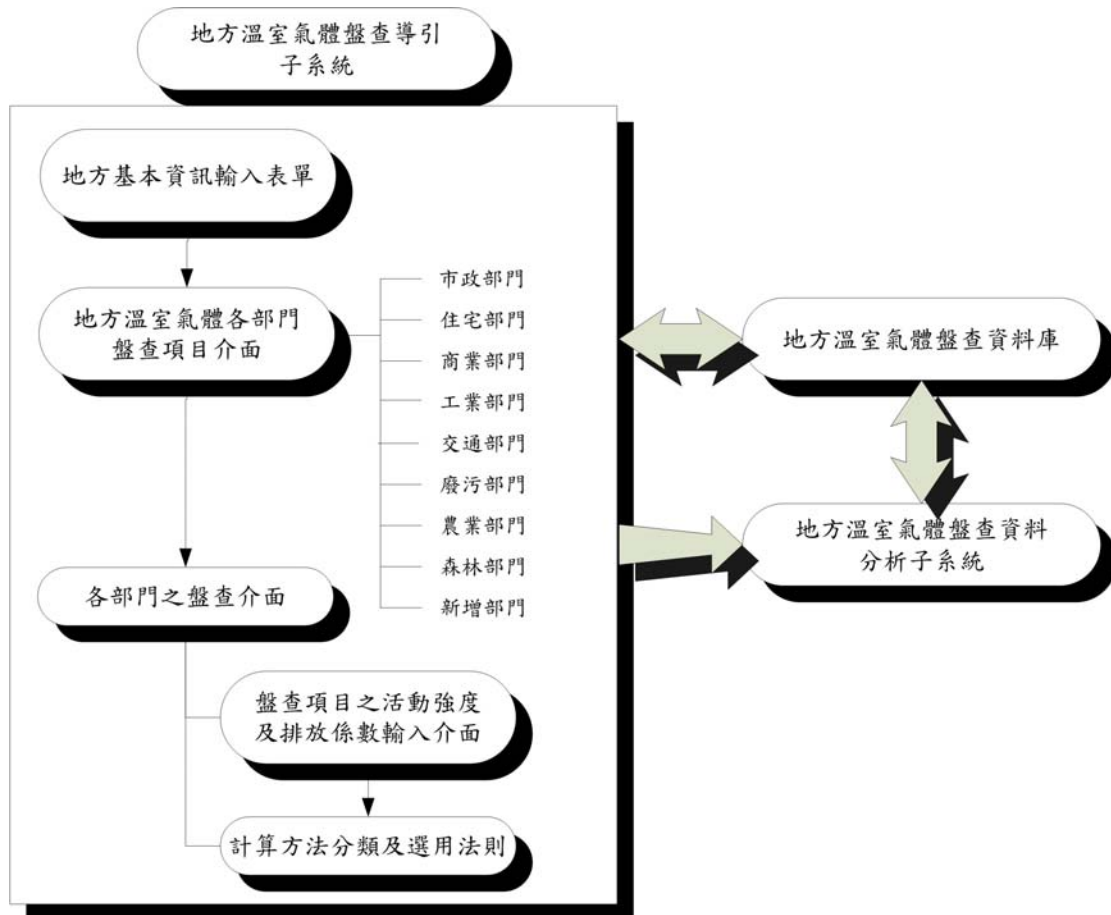 地方溫室氣體盤查導引
子系統
地方基本資訊輸入表單
地方溫室氣體各部門
盤查項目介面
市政部門
住宅部門
商業部門
工業部門
交通部門
廢污部門
農業部門
森林部門
新增部門
各部門之盤查介面
盤查項目之活動強度
及排放係數輸入介面
計算方法分類及選用法則
地方溫室氣體盤查資料庫
地方溫室氣體盤查資料
分析子系統